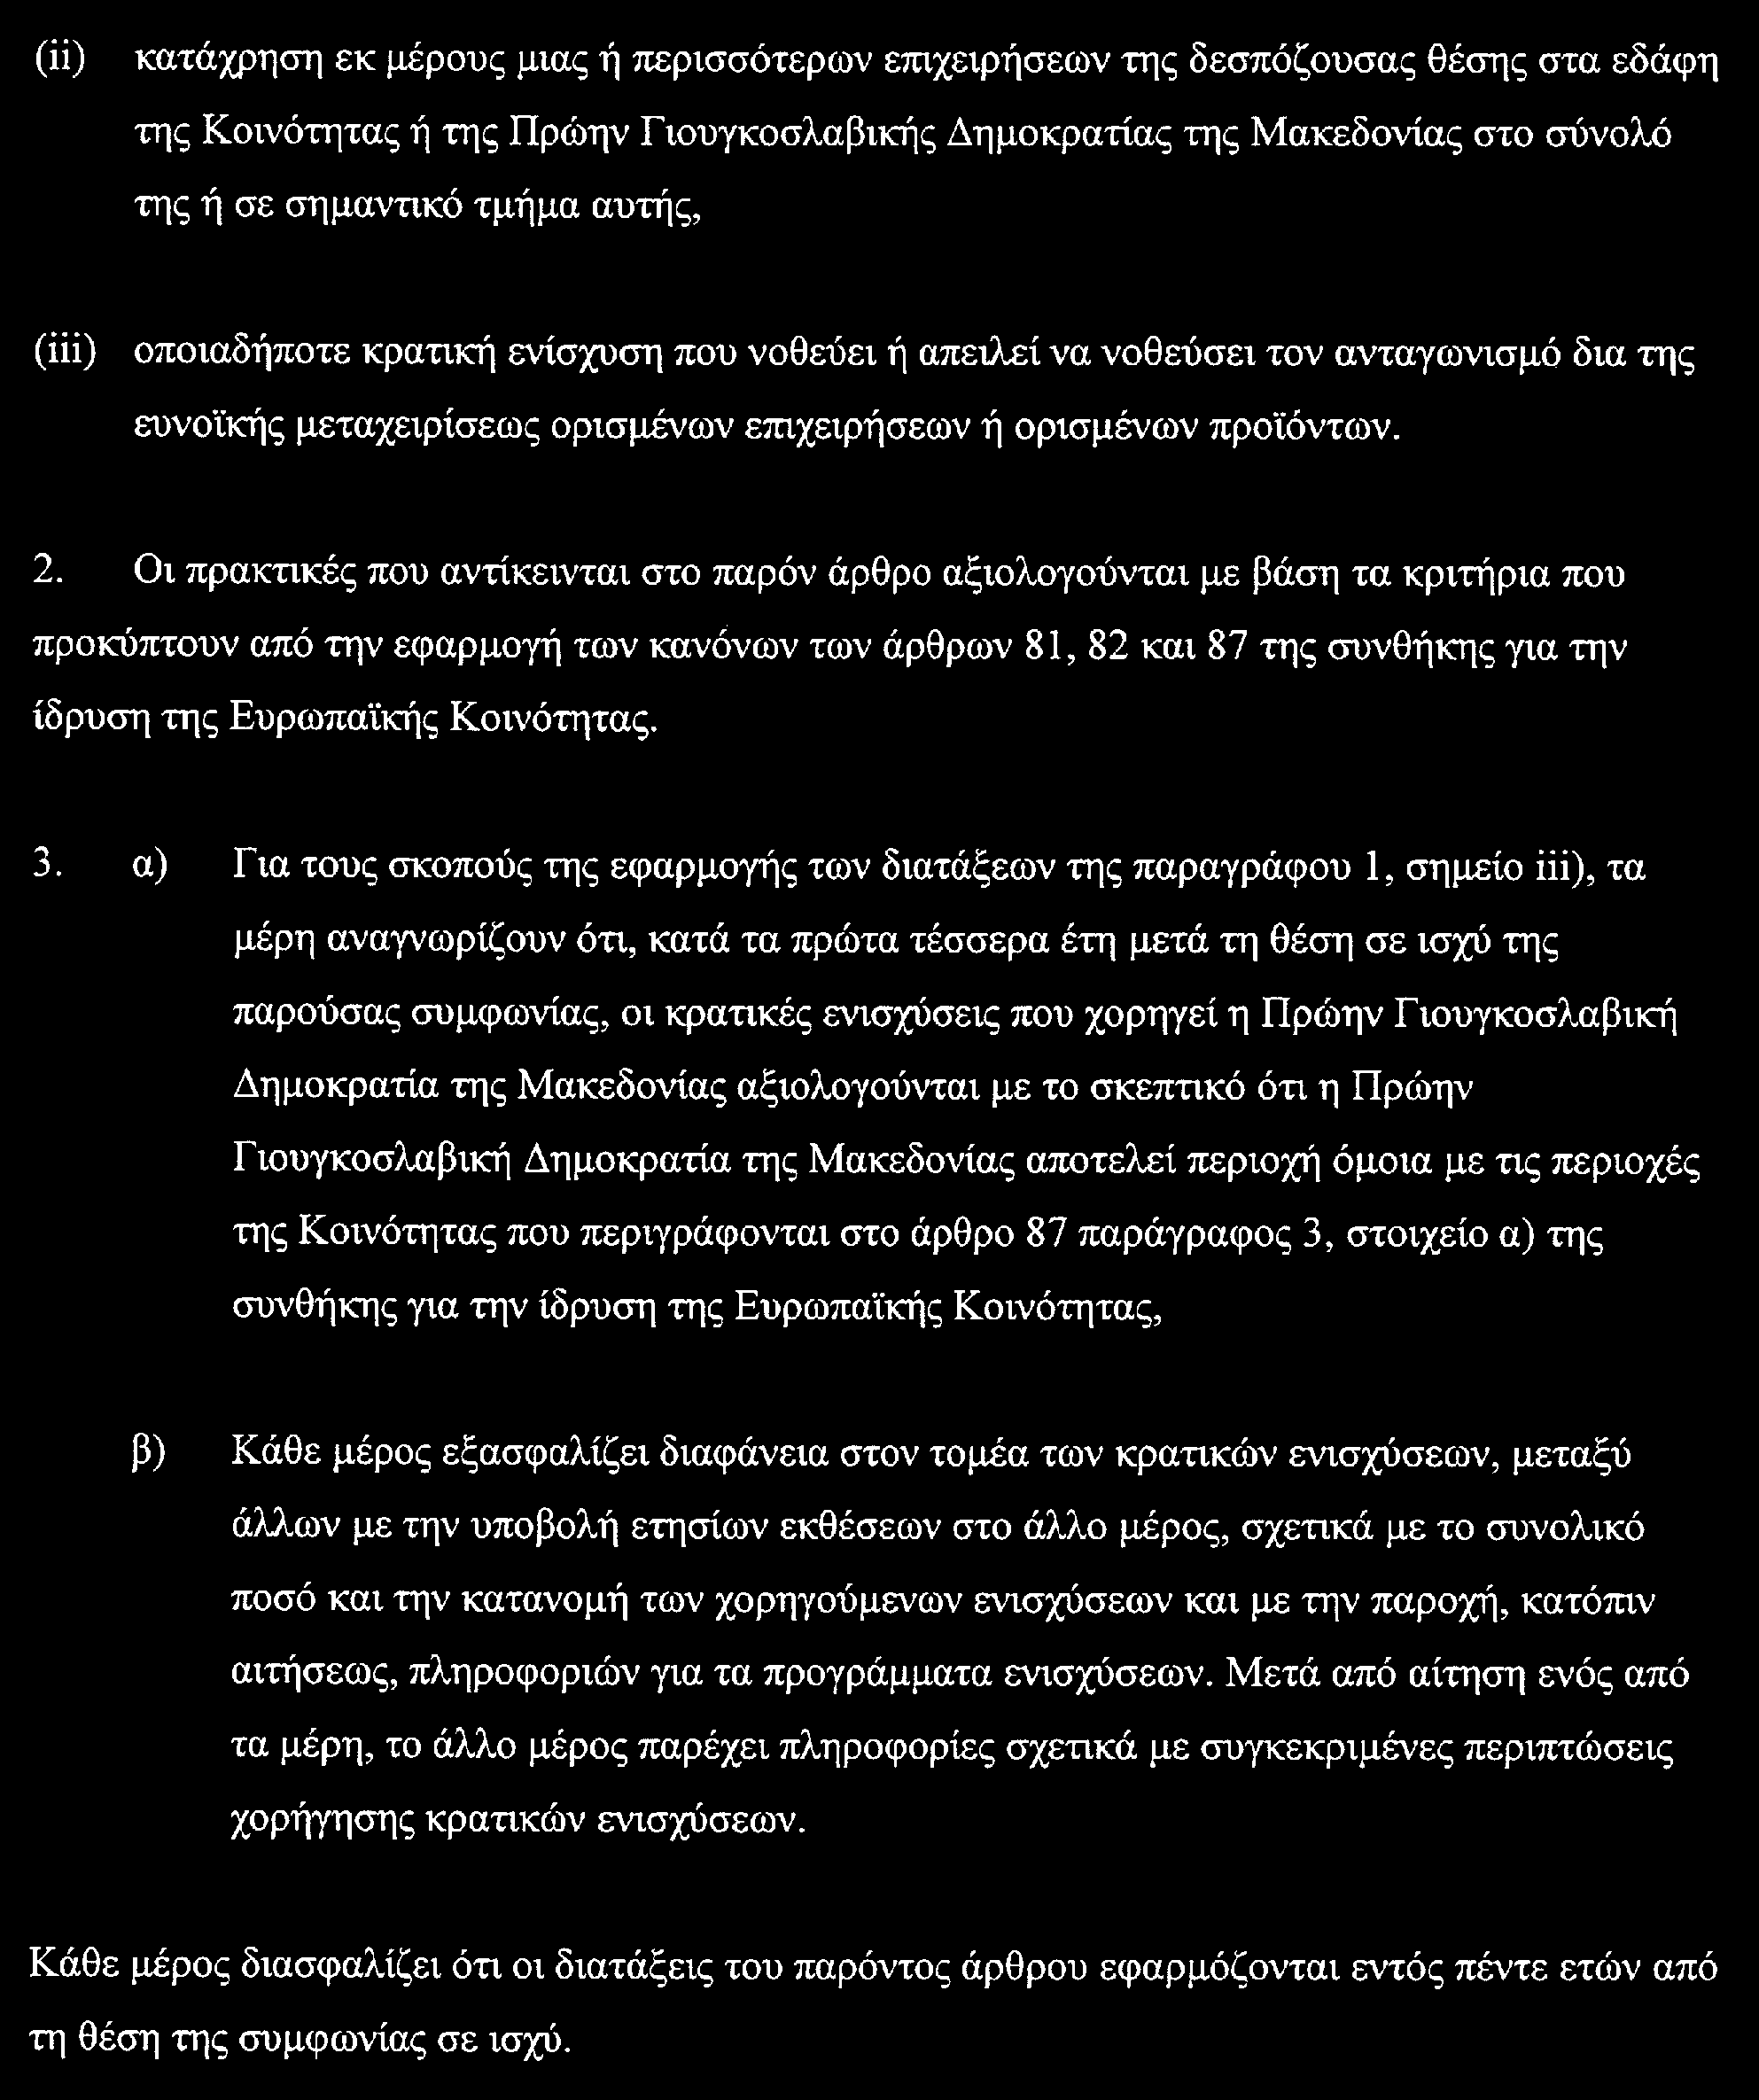 (ii) κατάχρηση εκ μέρους μιας ή περισσότερων επιχειρήσεων της δεσπόζουσας θέσης στα εδάφη
της Κοινότητας ή της Πρώην Γιουγκοσλαβικής Δημοκρατίας της Μακεδονίας στο σύνολό
της ή σε σημαντικό τμήμα αυτής,
(iii) οποιαδήποτε κρατική ενίσχυση που νοθεύει ή απειλεί να νοθεύσει τον ανταγωνισμό δια της
ευνοϊκής μεταχειρίσεως ορισμένων επιχειρήσεων ή ορισμένων προϊόντων.
2. Οι πρακτικές που αντίκεινται στο παρόν άρθρο αξιολογούνται με βάση τα κριτήρια που
προκύπτουν από την εφαρμογή των κανόνων των άρθρων 81, 82 και 87 της συνθήκης για την
ίδρυση της Ευρωπαϊκής Κοινότητας.
3. α) Για τους σκοπούς της εφαρμογής των διατάξεων της παραγράφου 1, σημείο iii), τα
μέρη αναγνωρίζουν ότι, κατά τα πρώτα τέσσερα έτη μετά τη θέση σε ισχύ της
παρούσας συμφωνίας, οι κρατικές ενισχύσεις που χορηγεί η Πρώην Γιουγκοσλαβική
Δημοκρατία της Μακεδονίας αξιολογούνται με το σκεπτικό ότι η Πρώην
Γιουγκοσλαβική Δημοκρατία της Μακεδονίας αποτελεί περιοχή όμοια με τις περιοχές
της Κοινότητας που περιγράφονται στο άρθρο 87 παράγραφος 3, στοιχείο α) της
συνθήκης για την ίδρυση της Ευρωπαϊκής Κοινότητας,
β) Κάθε μέρος εξασφαλίζει διαφάνεια στον τομέα των κρατικών ενισχύσεων, μεταξύ
άλλων με την υποβολή ετησίων εκθέσεων στο άλλο μέρος, σχετικά με το συνολικό
ποσό και την κατανομή των χορηγούμενων ενισχύσεων και με την παροχή, κατόπιν
αιτήσεως, πληροφοριών για τα προγράμματα ενισχύσεων. Μετά από αίτηση ενός από
τα μέρη, το άλλο μέρος παρέχει πληροφορίες σχετικά με συγκεκριμένες περιπτώσεις
χορήγησης κρατικών ενισχύσεων.
Κάθε μέρος διασφαλίζει ότι οι διατάξεις του παρόντος άρθρου εφαρμόζονται εντός πέντε ετών από
τη θέση της συμφωνίας σε ισχύ.